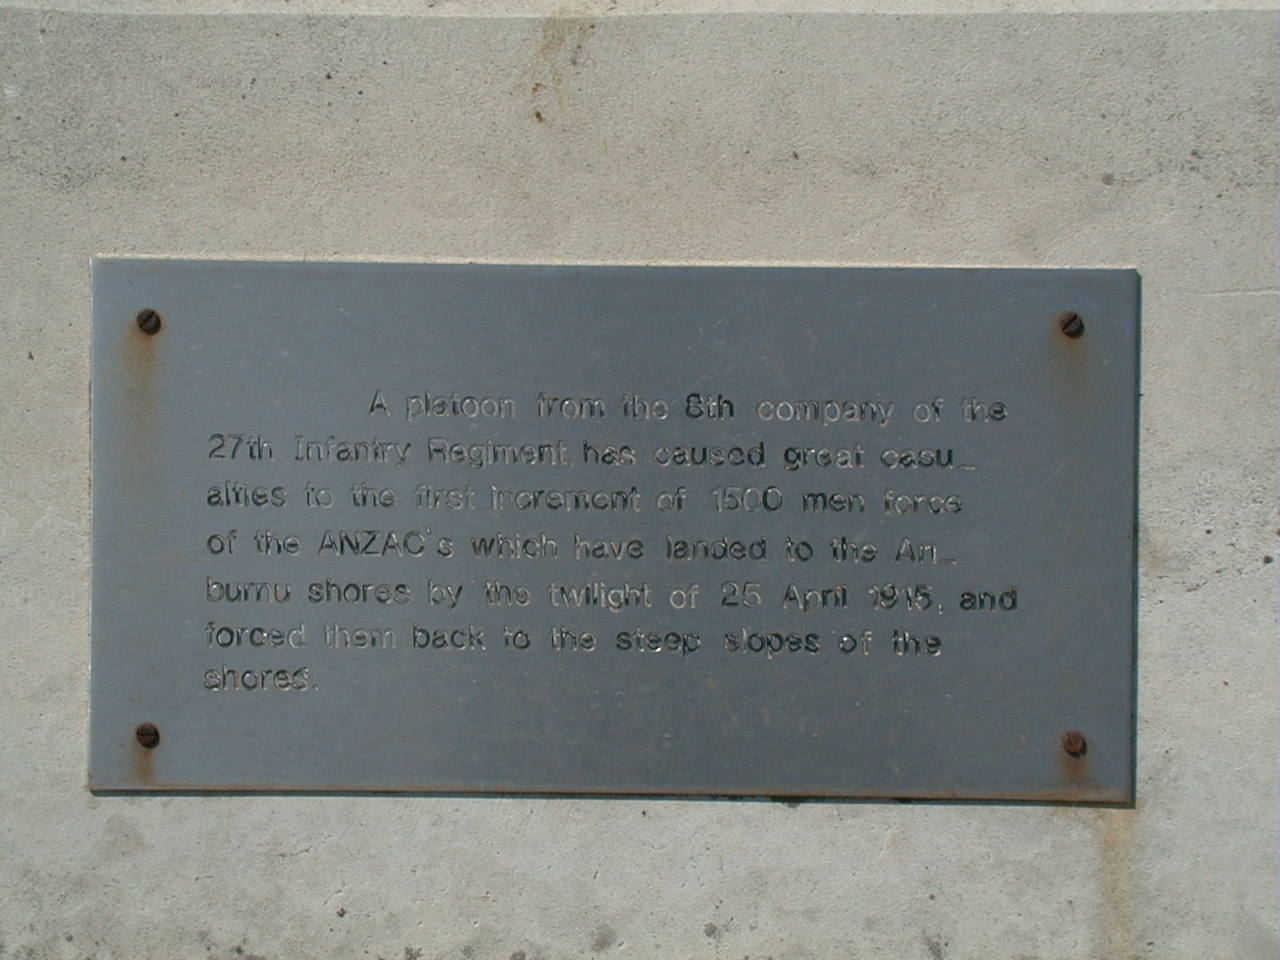 A platoon from the 8th company of the
27th Infantry Regiment, has caused great casu_
alties to the first increment of 1500 men force
of the ANZAC's which have landed to the Arı_
burnu shores by the twilight of 25 April 1915, and
forced them back to the steep slopes of the
shores.